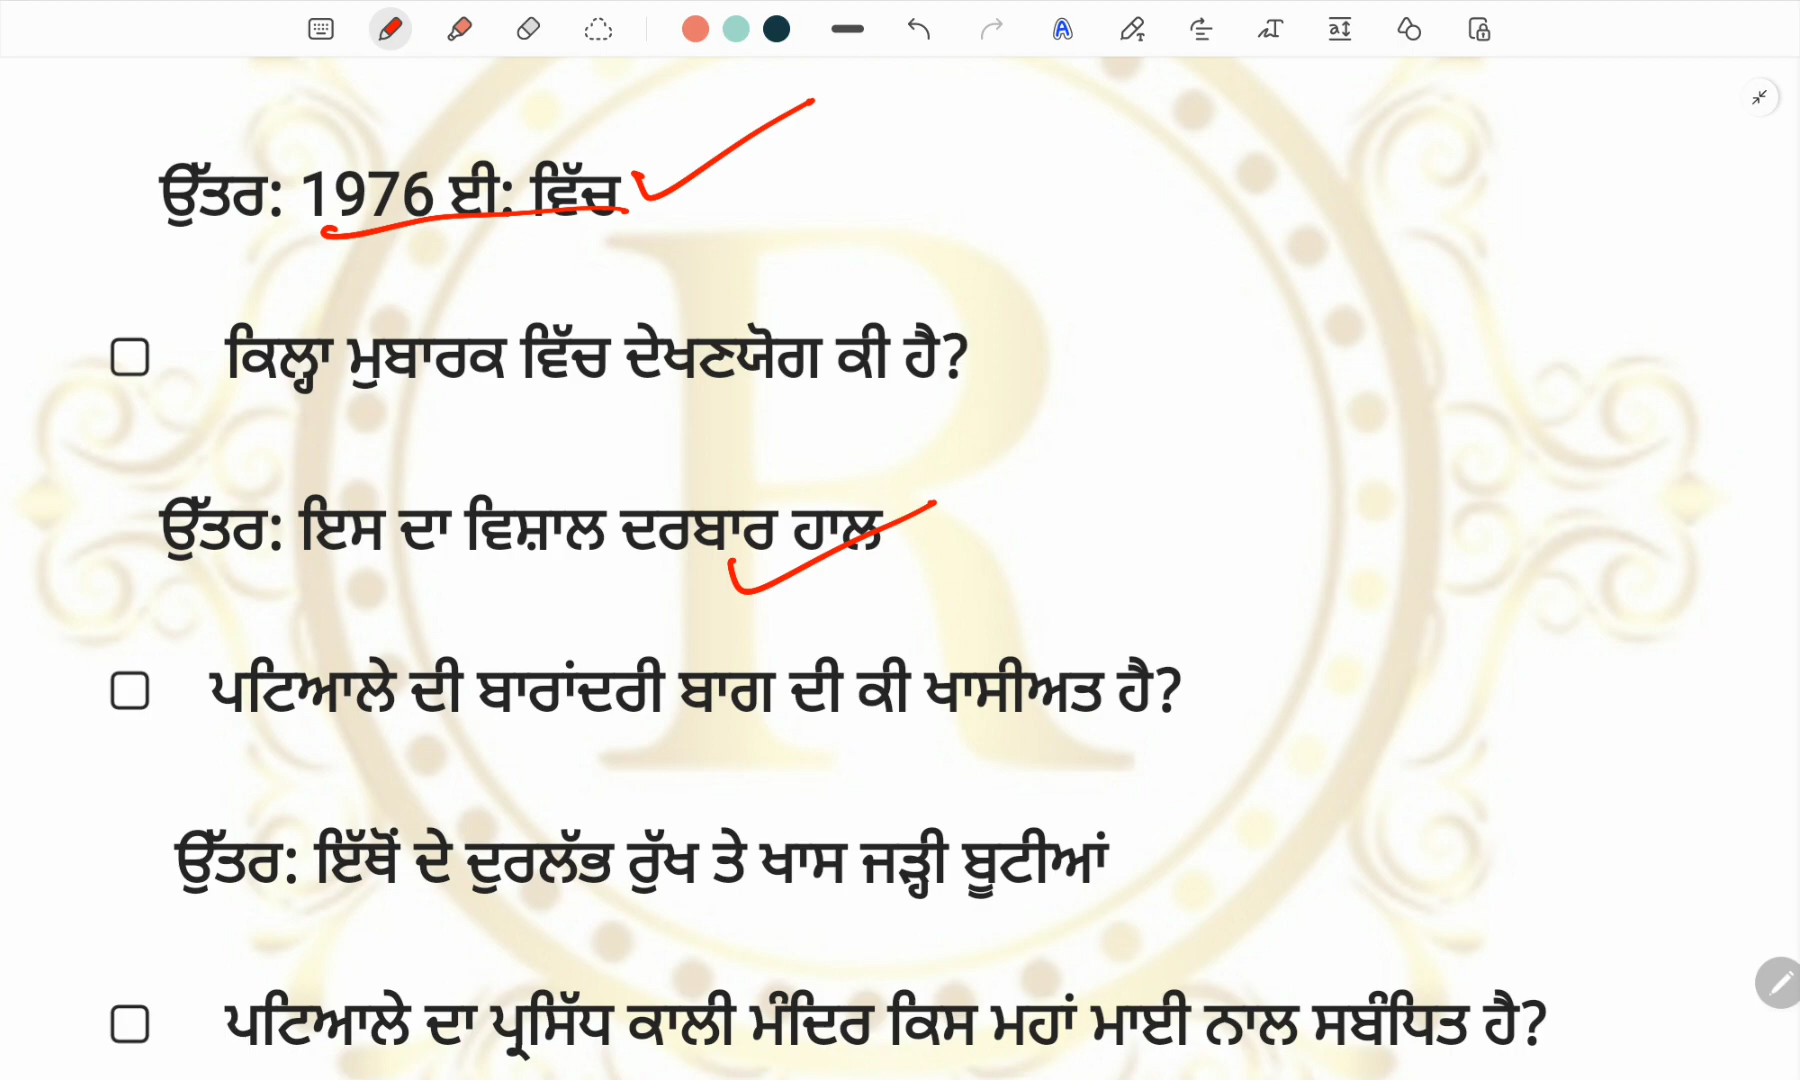 ਉੱਤਰ: 1976 ਈ: ਵਿੱਚ
ਕਿਲ੍ਹਾ ਮੁਬਾਰਕ ਵਿੱਚ ਦੇਖਣਯੋਗ ਕੀ ਹੈ?
ਉੱਤਰ: ਇਸ ਦਾ ਵਿਸ਼ਾਲ ਦਰਬਾਰ ਹਾਲ
ਪਟਿਆਲੇ ਦੀ ਬਾਰਾਂਦਰੀ ਬਾਗ ਦੀ ਕੀ ਖਾਸੀਅਤ ਹੈ?
ਉੱਤਰ: ਇੱਥੋਂ ਦੇ ਦੁਰਲੱਭ ਰੁੱਖ ਤੇ ਖਾਸ ਜੜ੍ਹੀ ਬੂਟੀਆਂ
ਪਟਿਆਲੇ ਦਾ ਪ੍ਰਸਿੱਧ ਕਾਲੀ ਮੰਦਿਰ ਕਿਸ ਮਹਾਂ ਮਾਈ ਨਾਲ ਸਬੰਧਿਤ ਹੈ?
R